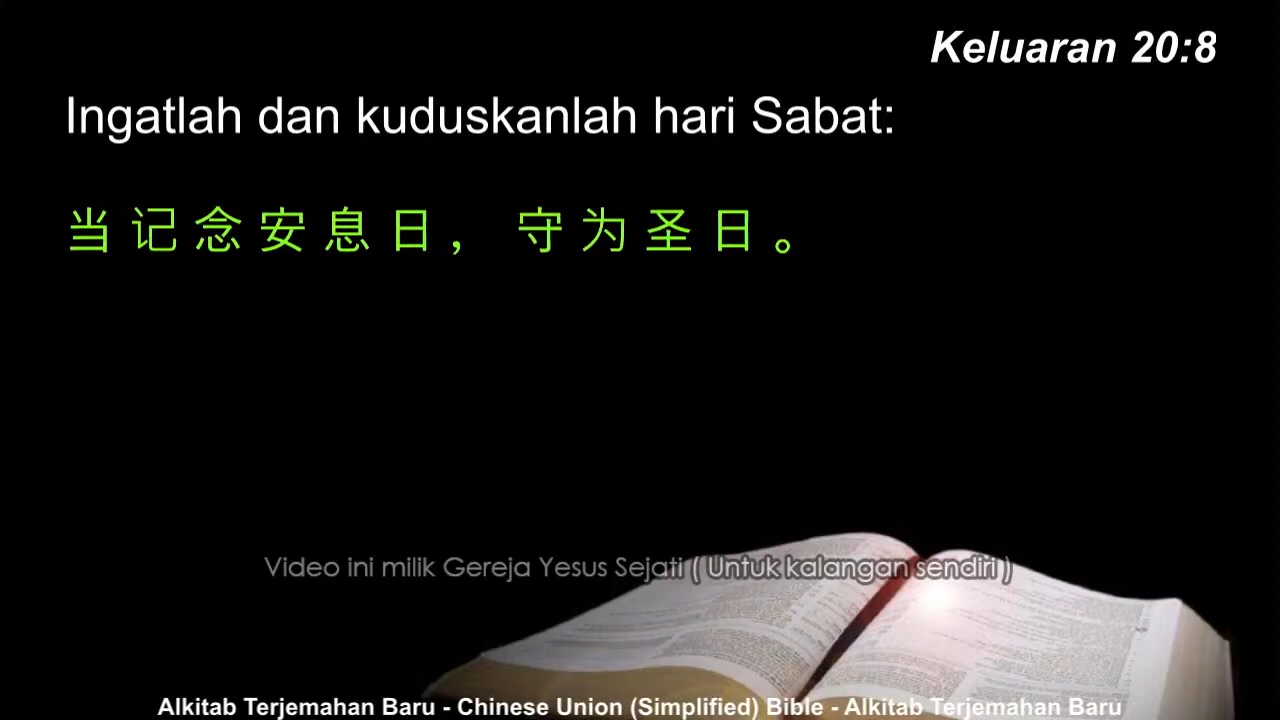 Keluaran 20:8
Ingatlah dan kuduskanlah hari Sabat:
当记念安息日，守为圣日。
Video ini milik Gereja Yesus Sejati ( Untuk kalangan sendiri )
Alkitab Terjemahan Baru - Chinese Union (Simplified) Bible - Alkitab Terjemahan Baru